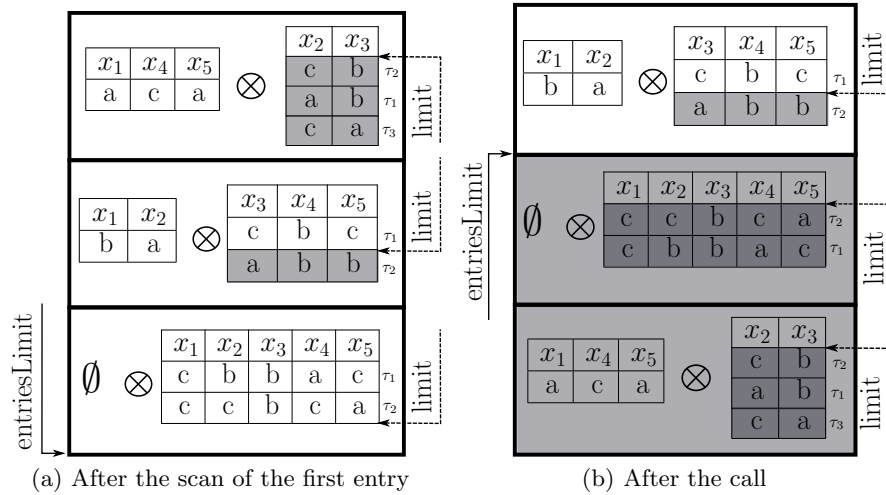 x₁ x₄ x₅
a c a
⊗
x₂ x₃
c b τ₂
a b τ₁
c a τ₃
limit
x₁ x₂
b a
⊗
x₃ x₄ x₅
c b c τ₁
a b b τ₂
limit
∅ ⊗
x₁ x₂ x₃ x₄ x₅
c b b a c τ₁
c c b c a τ₂
limit
entriesLimit
(a) After the scan of the first entry
x₁ x₂
b a
⊗
x₃ x₄ x₅
c b c τ₁
a b b τ₂
limit
∅ ⊗
x₁ x₂ x₃ x₄ x₅
c c b c a τ₂
c b b a c τ₁
limit
entriesLimit
x₁ x₄ x₅
a c a
⊗
x₂ x₃
c b τ₂
a b τ₁
c a τ₃
limit
(b) After the call